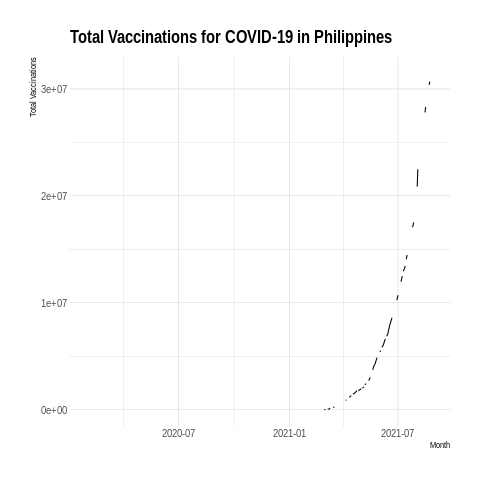 Total Vaccinations for COVID-19 in Philippines
Total Vaccinations
3e+07
2e+07
1e+07
0e+00
2020-07
2021-01
2021-07
Month